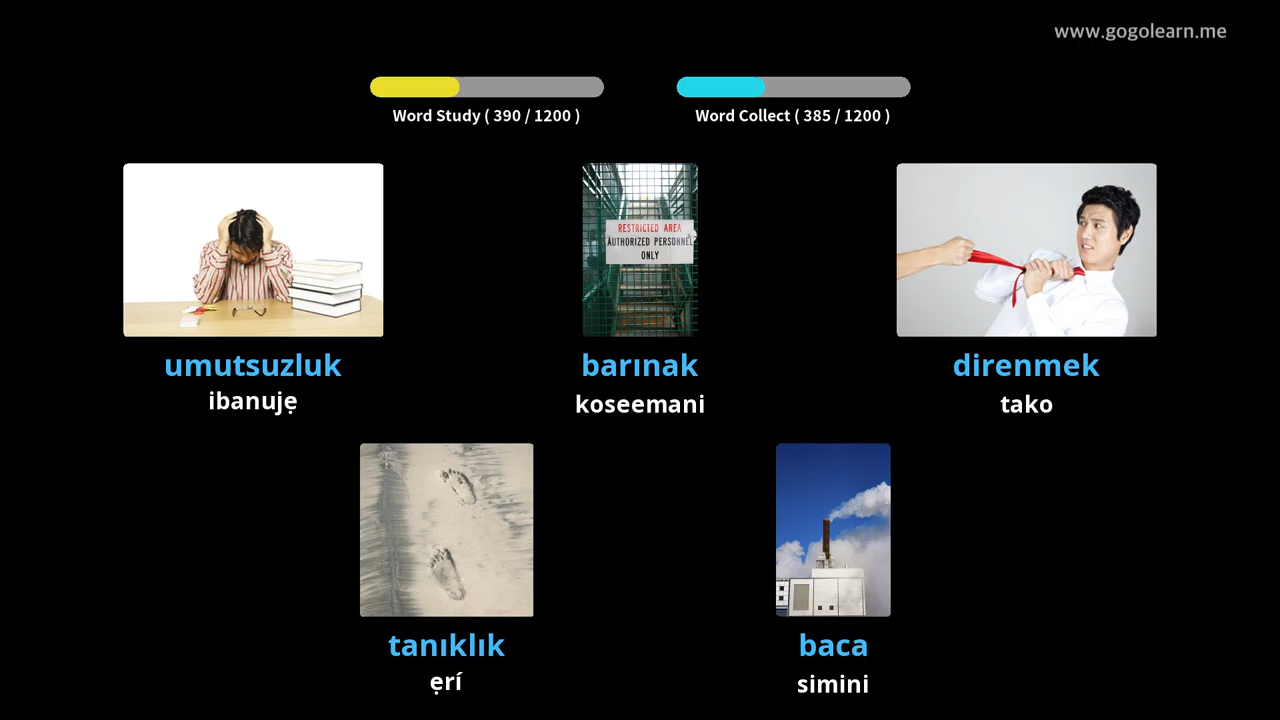 www.gogolearn.me
Word Study ( 390 / 1200 )
Word Collect ( 385 / 1200 )
RESTRICTED AREA
AUTHORIZED PERSONNEL
ONLY
umutsuzluk
ibanujẹ
barınak
koseemani
direnmek
tako
tanıklık
ẹrí
baca
simini